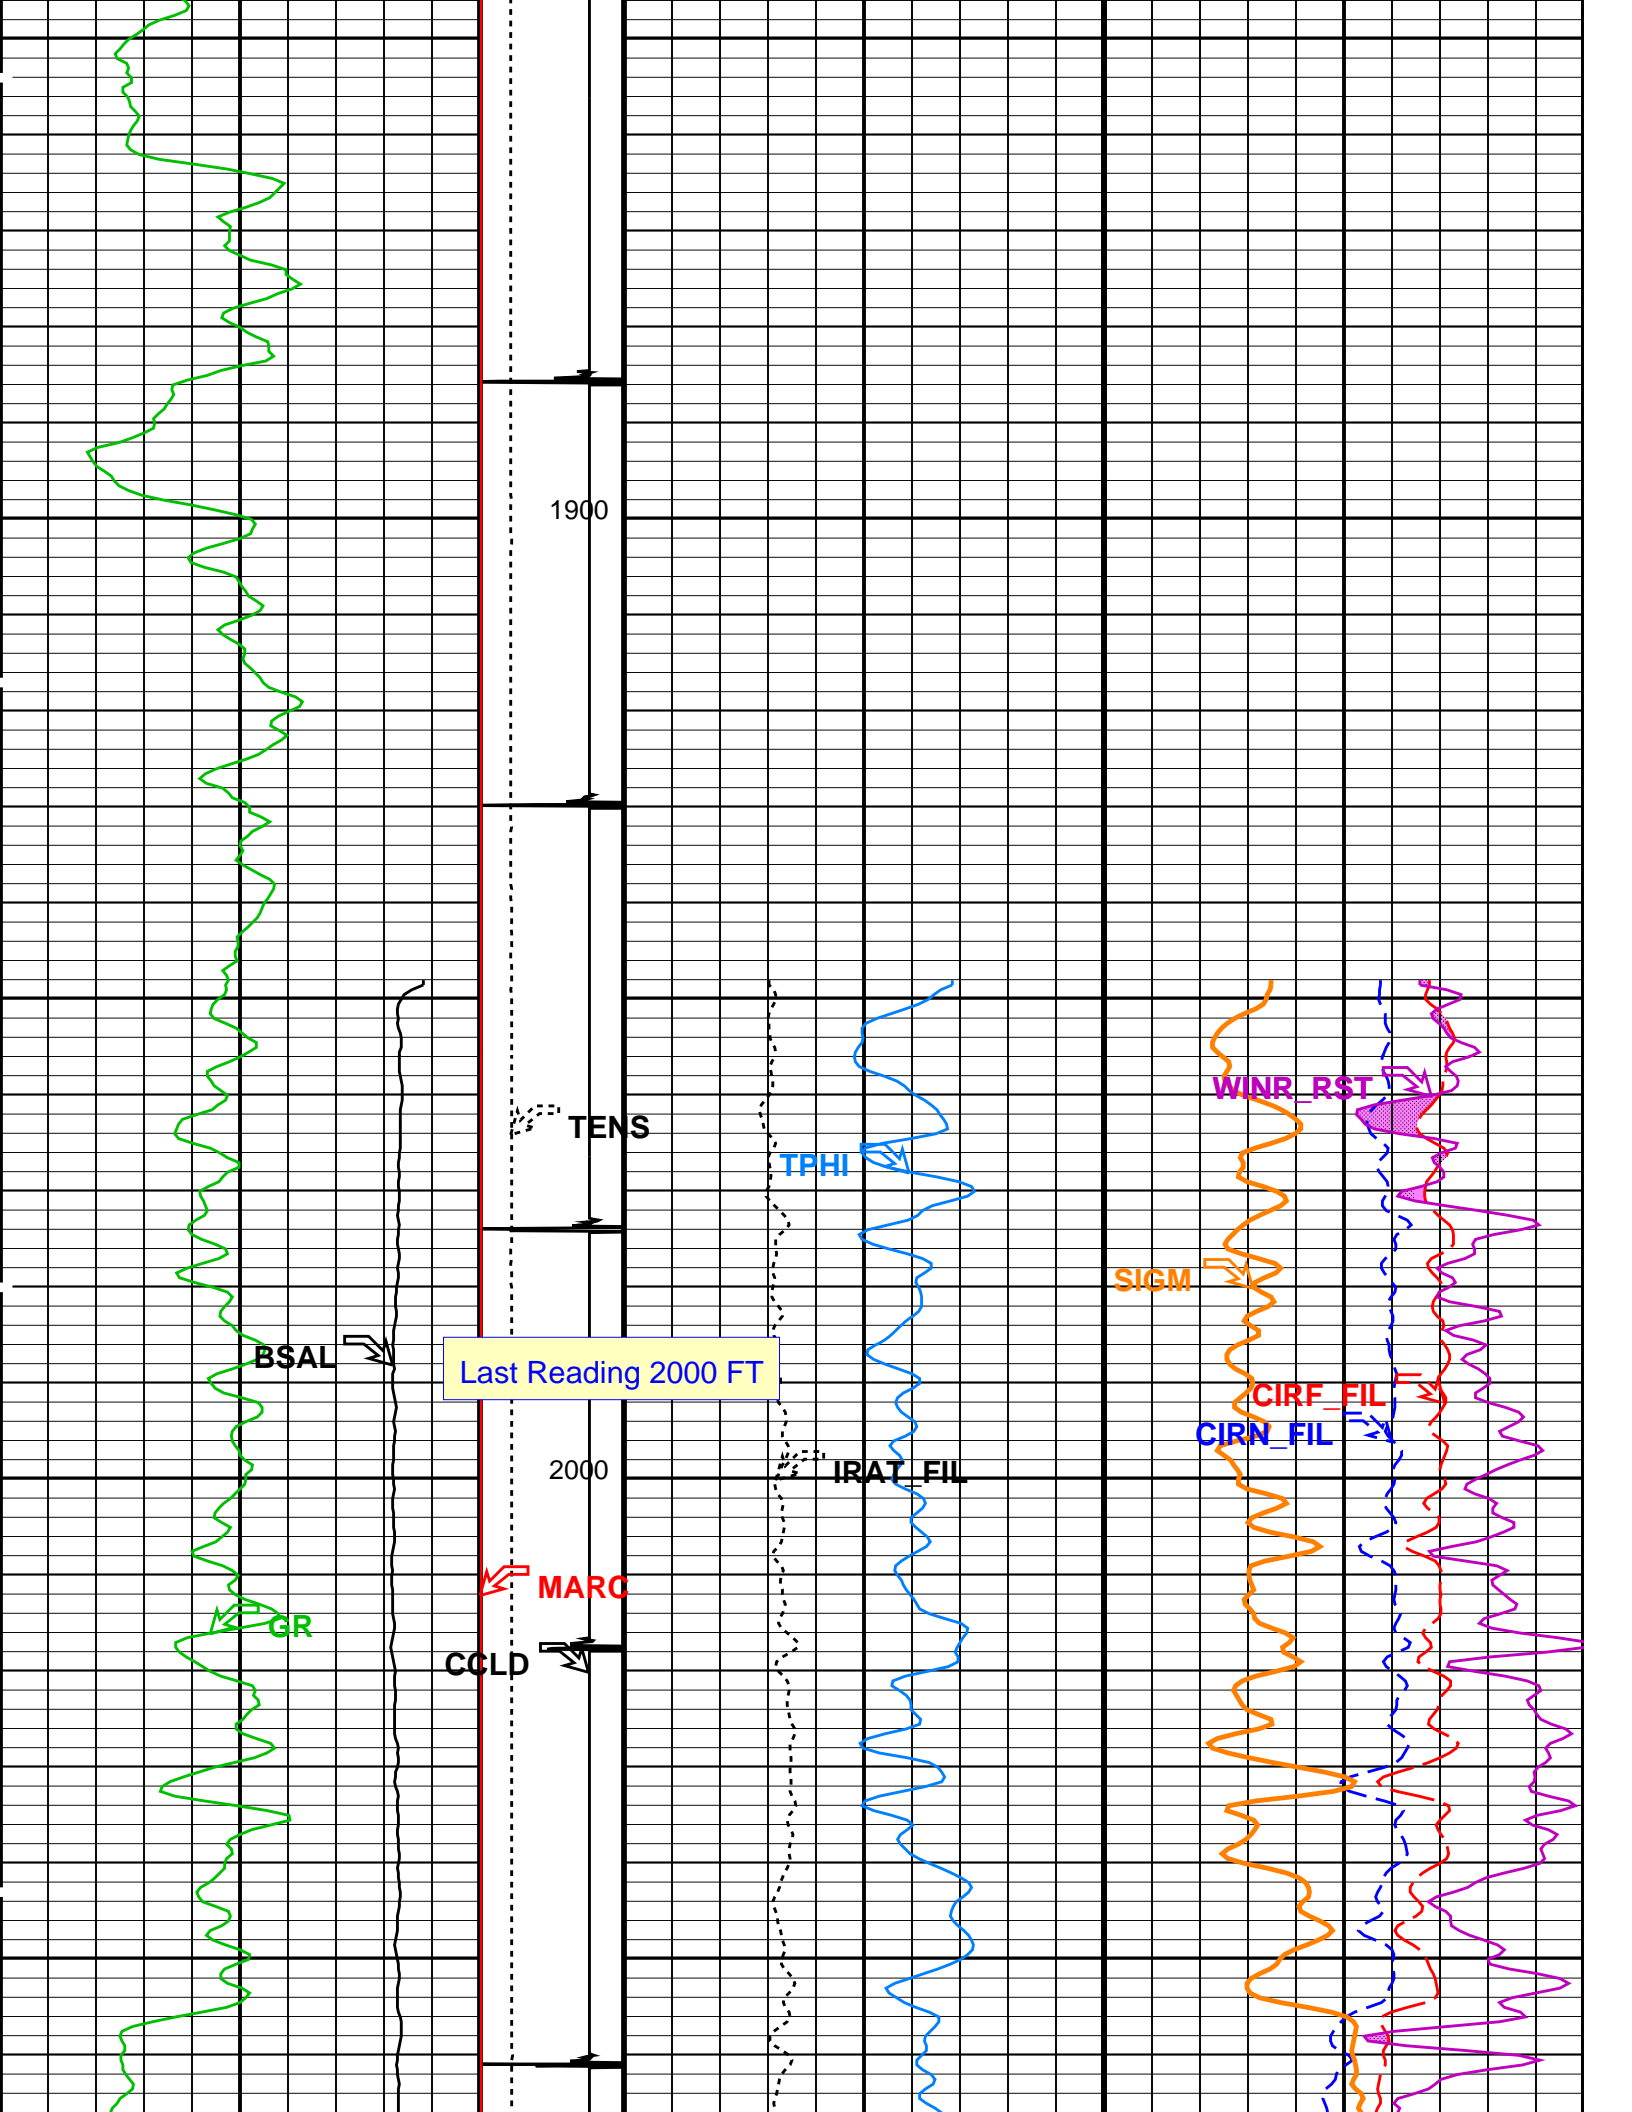 1900
WINR_RST
TENS
TPHI
SIGM
BSAL
Last Reading 2000 FT
CIRF_FIL
CIRN_FIL
2000
IRAT_FIL
MARC
GR
CCLD